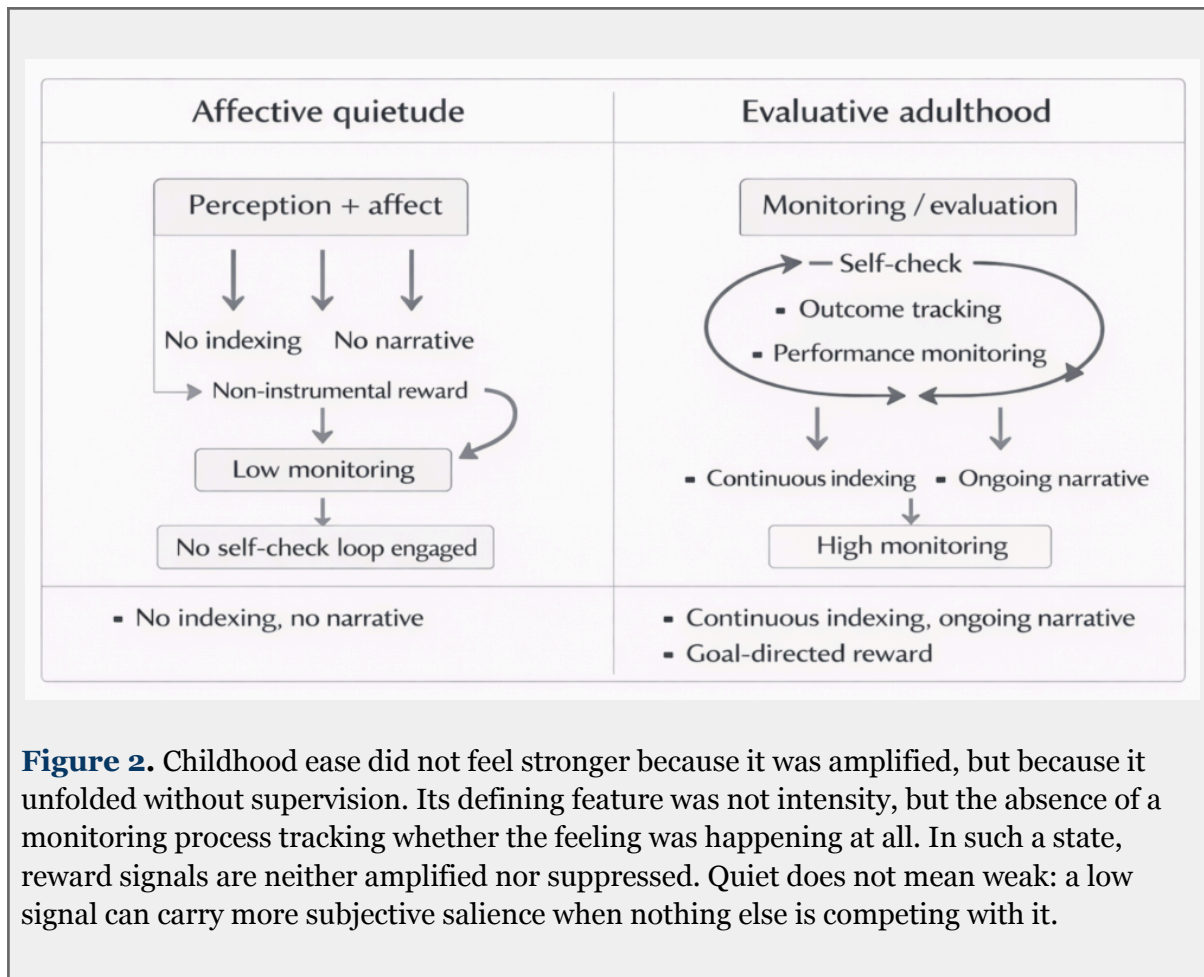 Affective quietude
Perception + affect
No indexing No narrative
Non-instrumental reward
Low monitoring
No self-check loop engaged
▪ No indexing, no narrative
Evaluative adulthood
Monitoring / evaluation
— Self-check
▪ Outcome tracking
▪ Performance monitoring
▪ Continuous indexing ▪ Ongoing narrative
High monitoring
▪ Continuous indexing, ongoing narrative
▪ Goal-directed reward
Figure 2. Childhood ease did not feel stronger because it was amplified, but because it
unfolded without supervision. Its defining feature was not intensity, but the absence of a
monitoring process tracking whether the feeling was happening at all. In such a state,
reward signals are neither amplified nor suppressed. Quiet does not mean weak: a low
signal can carry more subjective salience when nothing else is competing with it.